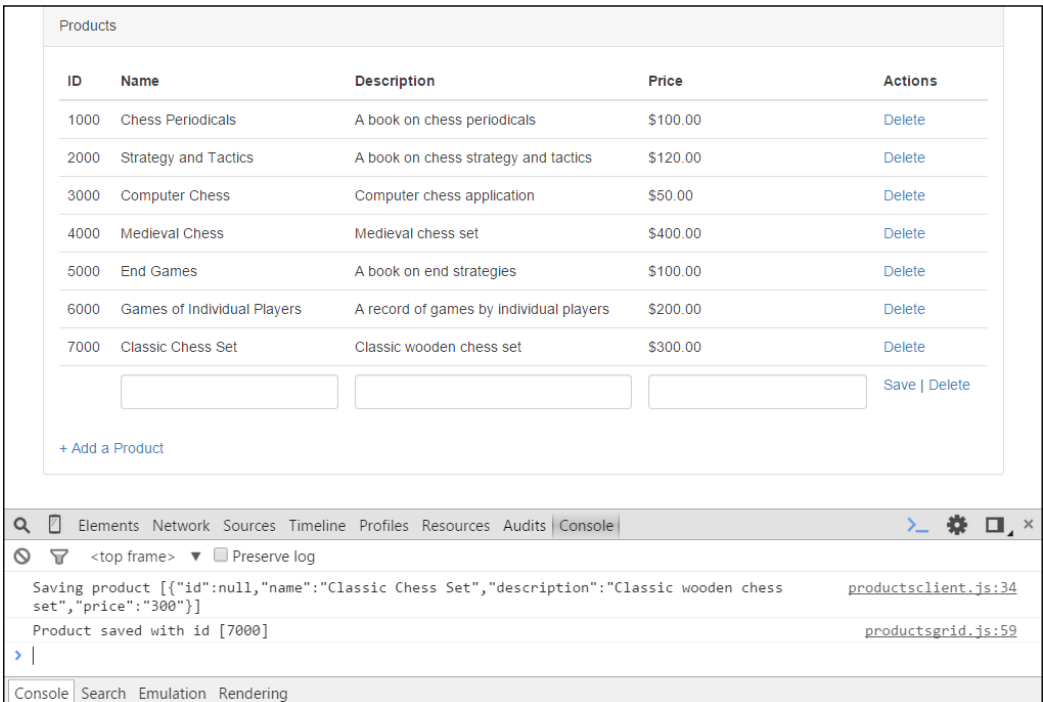 Products
ID Name Description Price Actions
1000 Chess Periodicals A book on chess periodicals $100.00 Delete
2000 Strategy and Tactics A book on chess strategy and tactics $120.00 Delete
3000 Computer Chess Computer chess application $50.00 Delete
4000 Medieval Chess Medieval chess set $400.00 Delete
5000 End Games A book on end strategies $100.00 Delete
6000 Games of Individual Players A record of games by individual players $200.00 Delete
7000 Classic Chess Set Classic wooden chess set $300.00 Delete
Save | Delete
+ Add a Product
Elements Network Sources Timeline Profiles Resources Audits Console
<top frame> ▼ Preserve log
Saving product [{"id":null,"name":"Classic Chess Set","description":"Classic wooden chess productsclient.js:34
set","price":"300"}]
Product saved with id [7000] productsgrid.js:59
Console Search Emulation Rendering